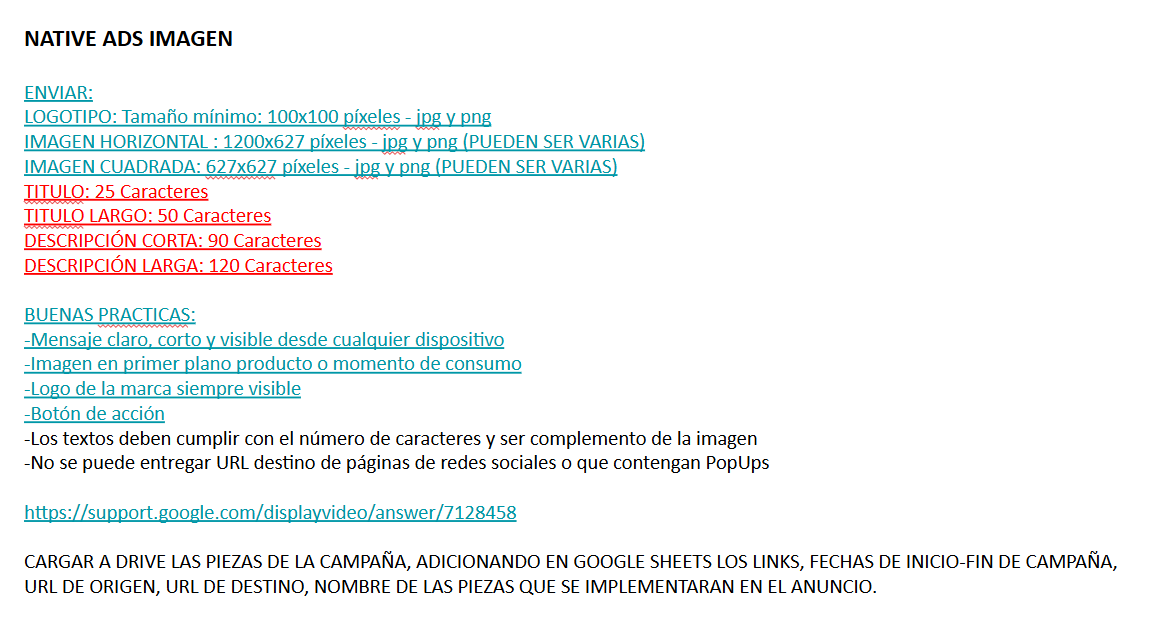 NATIVE ADS IMAGEN
ENVIAR:
LOGOTIPO: Tamaño mínimo: 100x100 píxeles - jpg y png
IMAGEN HORIZONTAL : 1200x627 píxeles - jpg y png (PUEDEN SER VARIAS)
IMAGEN CUADRADA: 627x627 píxeles - jpg y png (PUEDEN SER VARIAS)
TITULO: 25 Caracteres
TITULO LARGO: 50 Caracteres
DESCRIPCIÓN CORTA: 90 Caracteres
DESCRIPCIÓN LARGA: 120 Caracteres
BUENAS PRACTICAS:
-Mensaje claro, corto y visible desde cualquier dispositivo
-Imagen en primer plano producto o momento de consumo
-Logo de la marca siempre visible
-Botón de acción
-Los textos deben cumplir con el número de caracteres y ser complemento de la imagen
-No se puede entregar URL destino de páginas de redes sociales o que contengan PopUps
https://support.google.com/displayvideo/answer/7128458
CARGAR A DRIVE LAS PIEZAS DE LA CAMPAÑA, ADICIONANDO EN GOOGLE SHEETS LOS LINKS, FECHAS DE INICIO-FIN DE CAMPAÑA,
URL DE ORIGEN, URL DE DESTINO, NOMBRE DE LAS PIEZAS QUE SE IMPLEMENTARAN EN EL ANUNCIO.